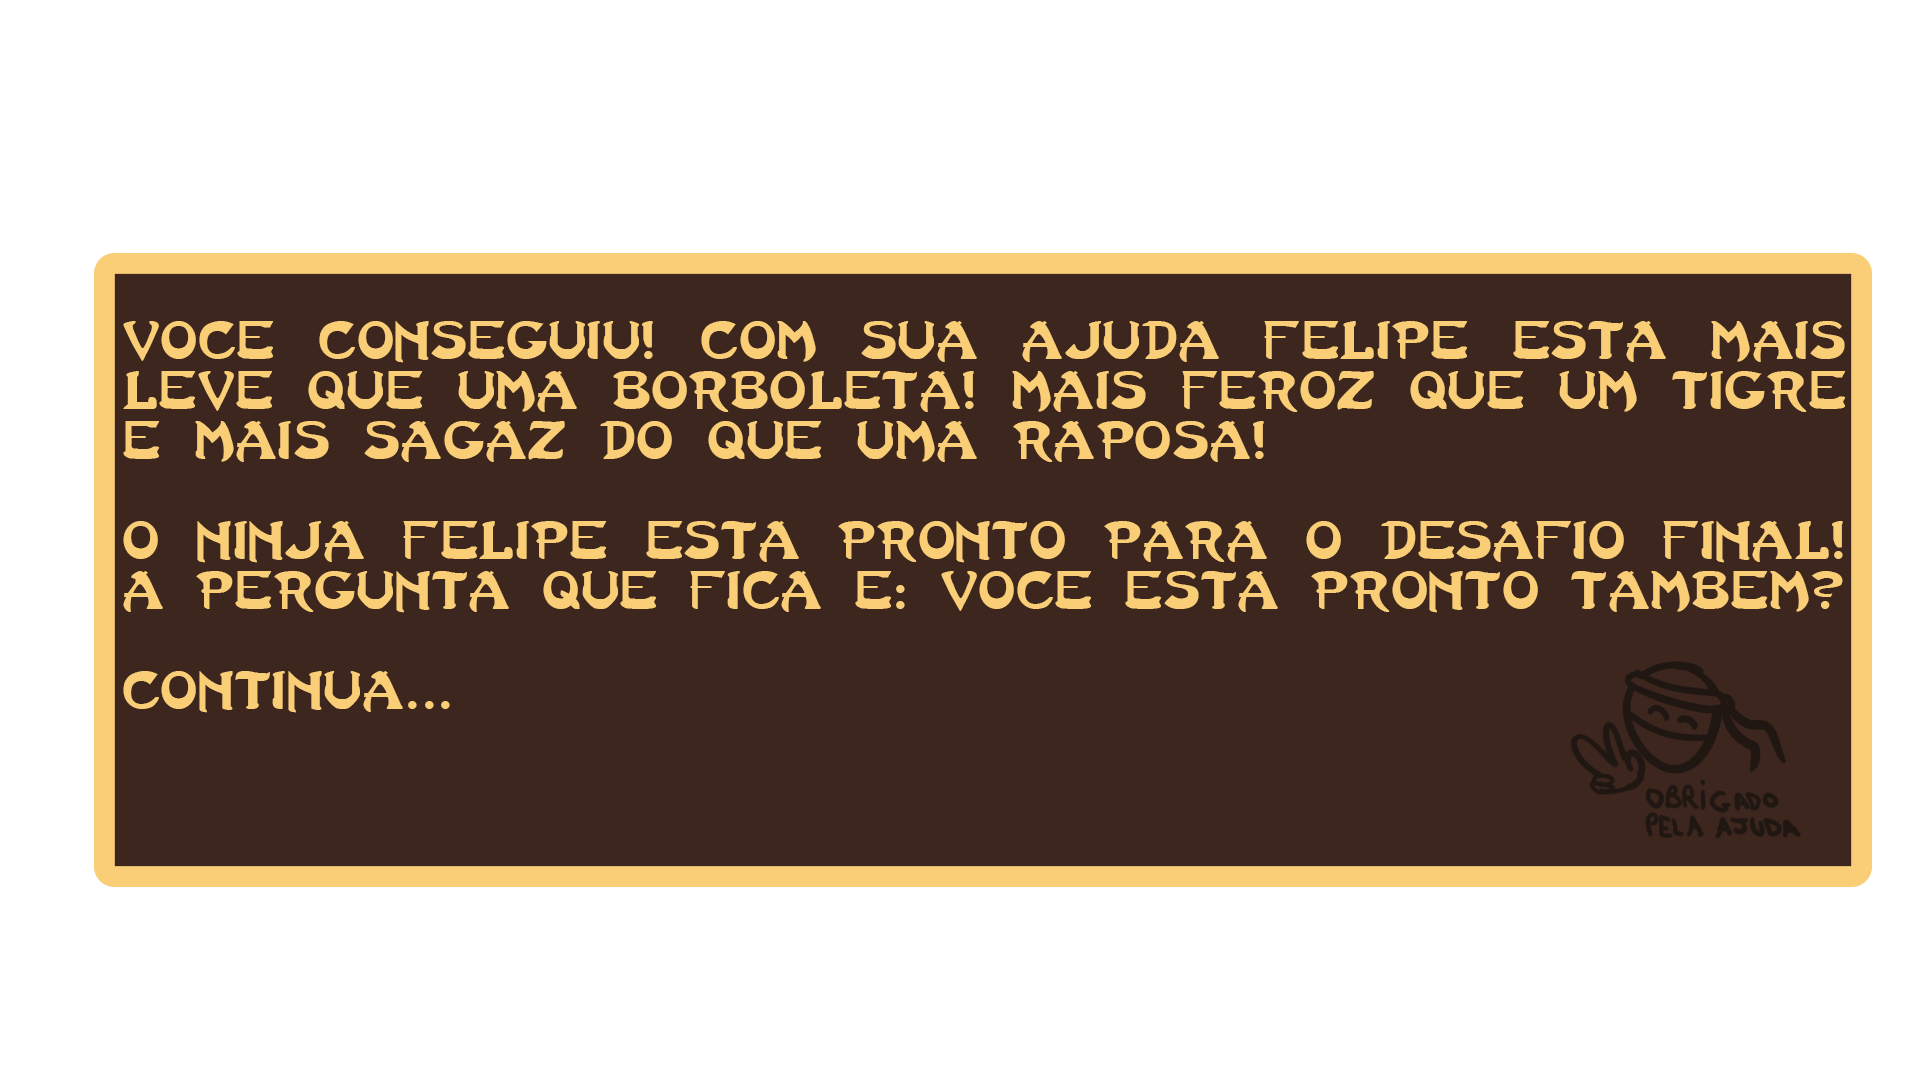 VOCE CONSEGUIU! COM SUA AJUDA FELIPE ESTA MAIS
LEVE QUE UMA BORBOLETA! MAIS FEROZ QUE UM TIGRE
E MAIS SAGAZ DO QUE UMA RAPOSA!
O NINJA FELIPE ESTA PRONTO PARA O DESAFIO FINAL!
A PERGUNTA QUE FICA E: VOCE ESTA PRONTO TAMBEM?
CONTINUA...
OBRIGADO
PELA AJUDA